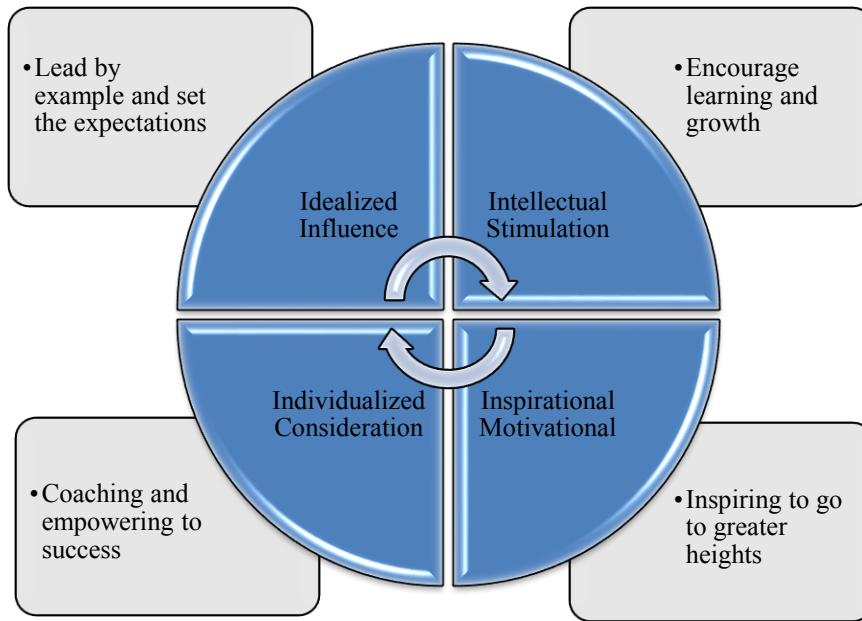 •Lead by
example and set
the expectations
•Encourage
learning and
growth
Idealized
Influence
Intellectual
Stimulation
Individualized
Consideration
Inspirational
Motivational
•Coaching and
empowering to
success
•Inspiring to go
to greater
heights